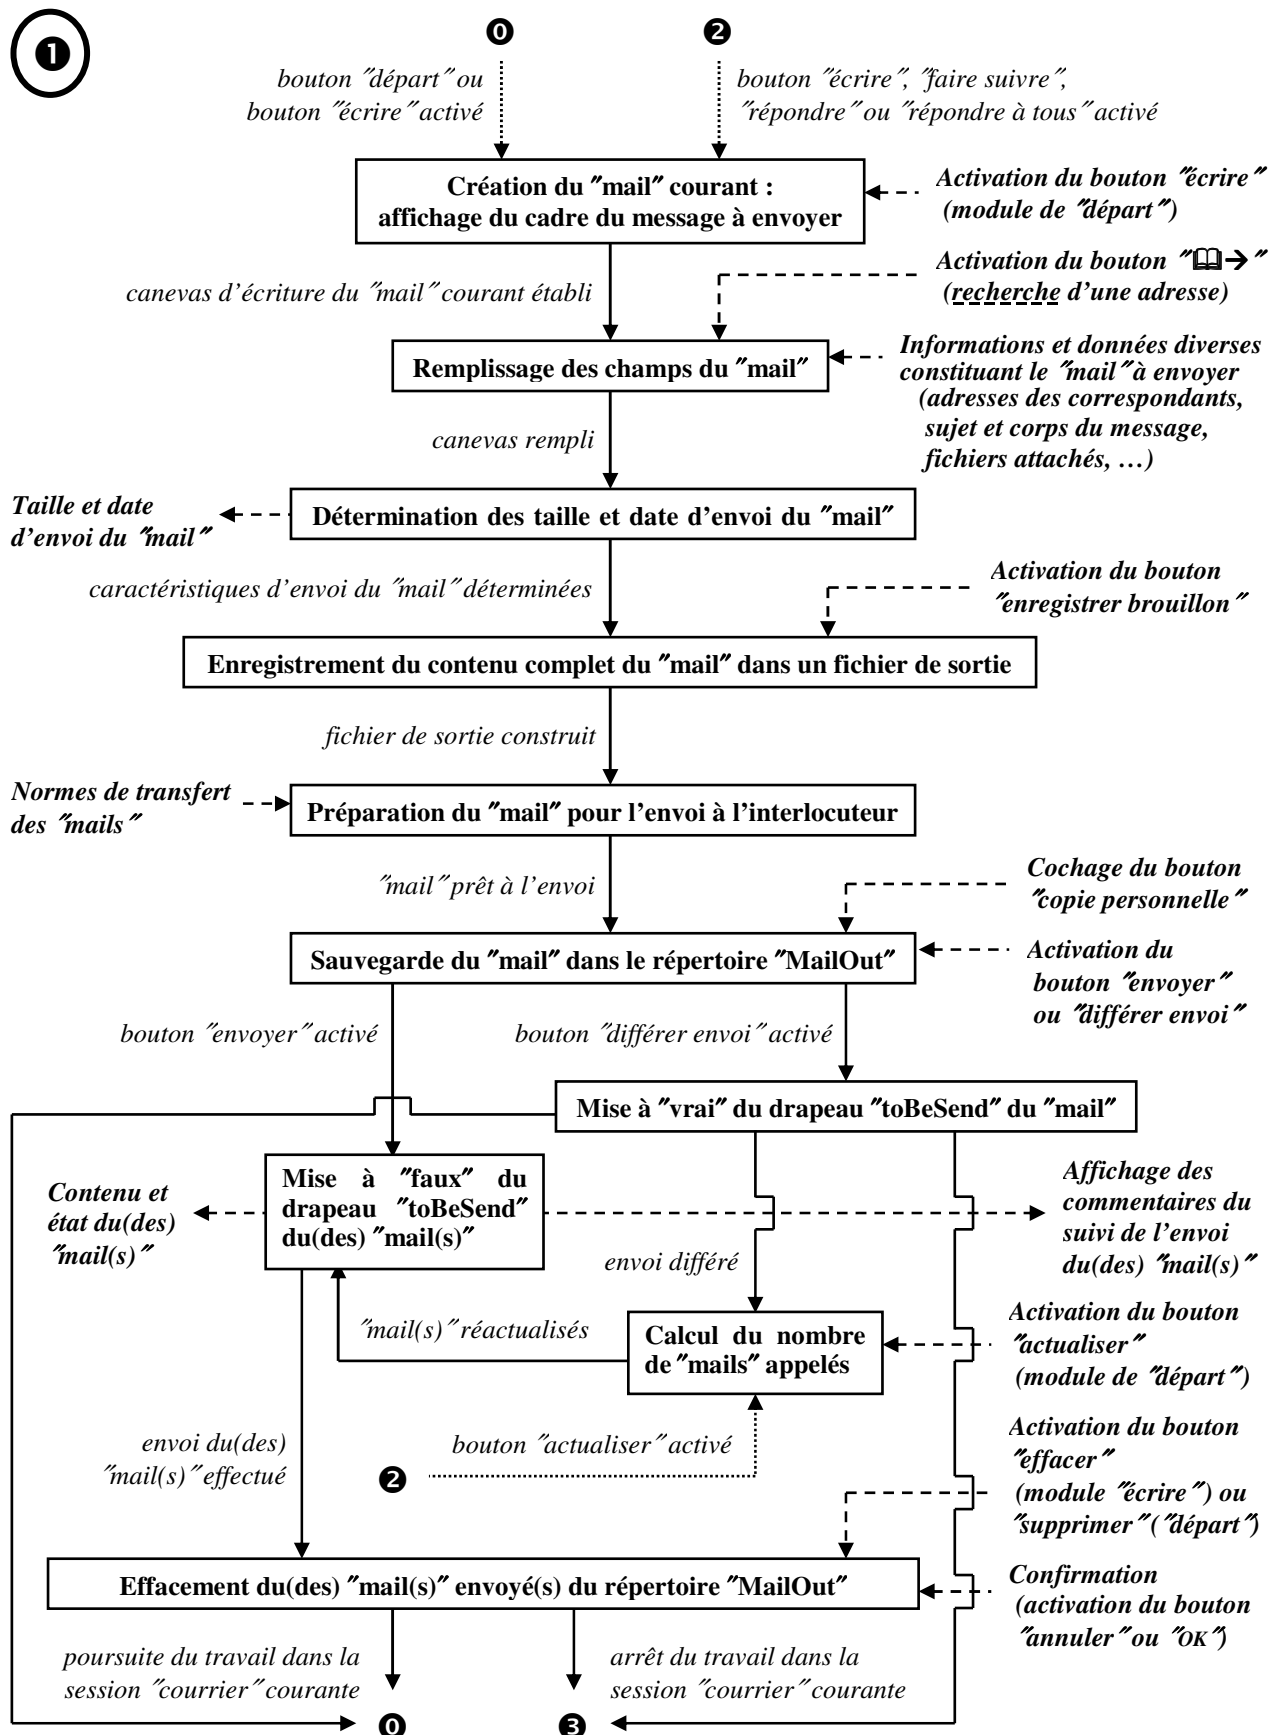 ❶
⓿
❷
bouton "départ" ou
bouton "écrire" activé
bouton "écrire", "faire suivre",
"répondre" ou "répondre à tous" activé
Création du "mail" courant :
affichage du cadre du message à envoyer
Activation du bouton "écrire"
(module de "départ")
canevas d'écriture du "mail" courant établi
Activation du bouton "🕮➔"
(recherche d'une adresse)
Remplissage des champs du "mail"
Informations et données diverses
constituant le "mail" à envoyer
(adresses des correspondants,
sujet et corps du message,
fichiers attachés, …)
canevas rempli
Taille et date
d'envoi du "mail"
Détermination des taille et date d'envoi du "mail"
caractéristiques d'envoi du "mail" déterminées
Activation du bouton
"enregistrer brouillon"
Enregistrement du contenu complet du "mail" dans un fichier de sortie
fichier de sortie construit
Normes de transfert
des "mails"
Préparation du "mail" pour l'envoi à l'interlocuteur
"mail" prêt à l'envoi
Cochage du bouton
"copie personnelle"
Sauvegarde du "mail" dans le répertoire "MailOut"
Activation du
bouton "envoyer"
ou "différer envoi"
bouton "envoyer" activé
bouton "différer envoi" activé
Mise à "vrai" du drapeau "toBeSend" du "mail"
Contenu et
état du(des)
"mail(s)"
Mise à "faux" du
drapeau "toBeSend"
du(des) "mail(s)"
Affichage des
commentaires du
suivi de l'envoi
du(des) "mail(s)"
envoi différé
"mail(s)" réactualisés
Calcul du nombre
de "mails" appelés
Activation du bouton
"actualiser"
(module de "départ")
envoi du(des)
"mail(s)" effectué
bouton "actualiser" activé
❷
Activation du bouton
"effacer"
(module "écrire") ou
"supprimer" ("départ")
Effacement du(des) "mail(s)" envoyé(s) du répertoire "MailOut"
Confirmation
(activation du bouton
"annuler" ou "OK")
poursuite du travail dans la
session "courrier" courante
arrêt du travail dans la
session "courrier" courante
⓿
❸